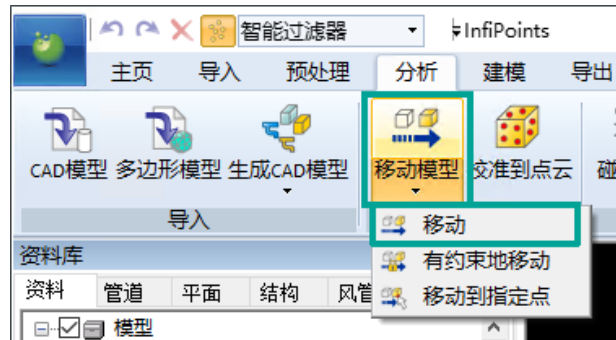 智能过滤器 InfiPoints
主页 导入 预处理 分析 建模 导出
CAD模型 多边形模型 生成CAD模型 移动模型 校准到点云
导入
移动
有约束地移动
移动到指定点
资料库
资料 管道 平面 结构
模型